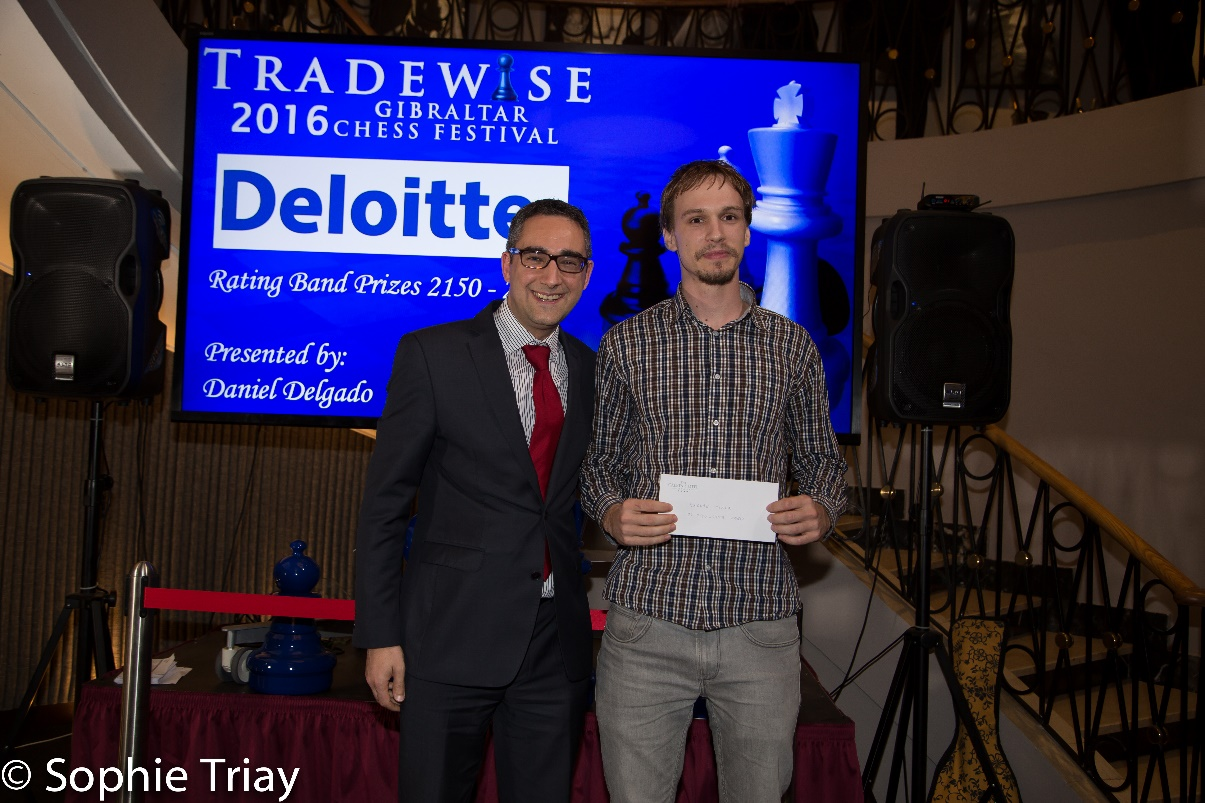 TRADEWISE
2016 GIBRALTAR
CHESS FESTIVAL
Deloitte
Rating Band Prizes 2150 -
Presented by:
Daniel Delgado
© Sophie Triay